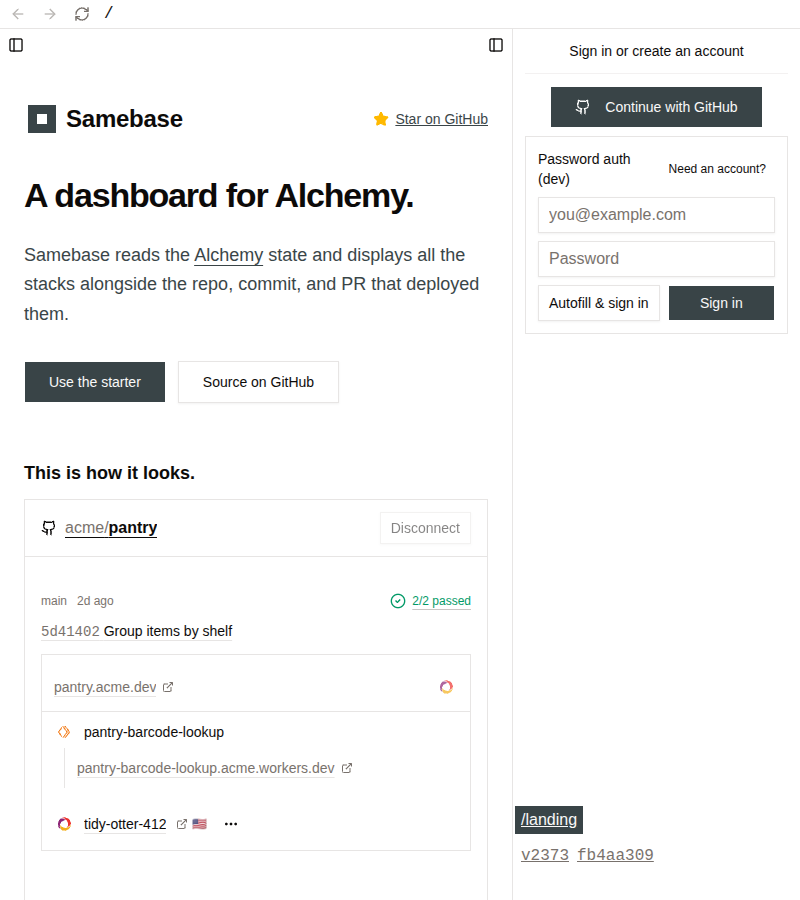 /
Samebase
Star on GitHub
A dashboard for Alchemy.
Samebase reads the Alchemy state and displays all the
stacks alongside the repo, commit, and PR that deployed
them.
Use the starter
Source on GitHub
This is how it looks.
acme/pantry
Disconnect
main 2d ago
2/2 passed
5d41402 Group items by shelf
pantry.acme.dev
pantry-barcode-lookup
pantry-barcode-lookup.acme.workers.dev
tidy-otter-412
Sign in or create an account
Continue with GitHub
Password auth
(dev)
Need an account?
you@example.com
Password
Autofill & sign in
Sign in
/landing
v2373 fb4aa309